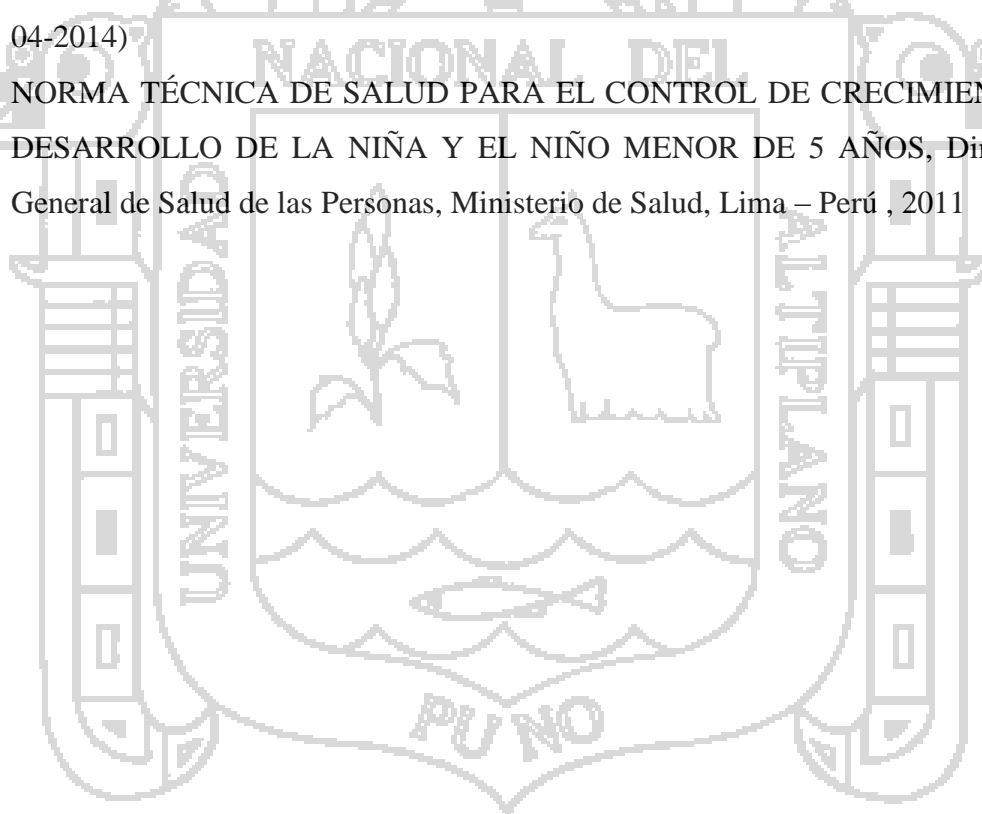 04-2014)
NACIONAL DEL
NORMA TÉCNICA DE SALUD PARA EL CONTROL DE CRECIMIEN
DESARROLLO DE LA NIÑA Y EL NIÑO MENOR DE 5 AÑOS, Dir
General de Salud de las Personas, Ministerio de Salud, Lima – Perú , 2011
UNIVERSIDAD
ALTIPLANO
PUNO